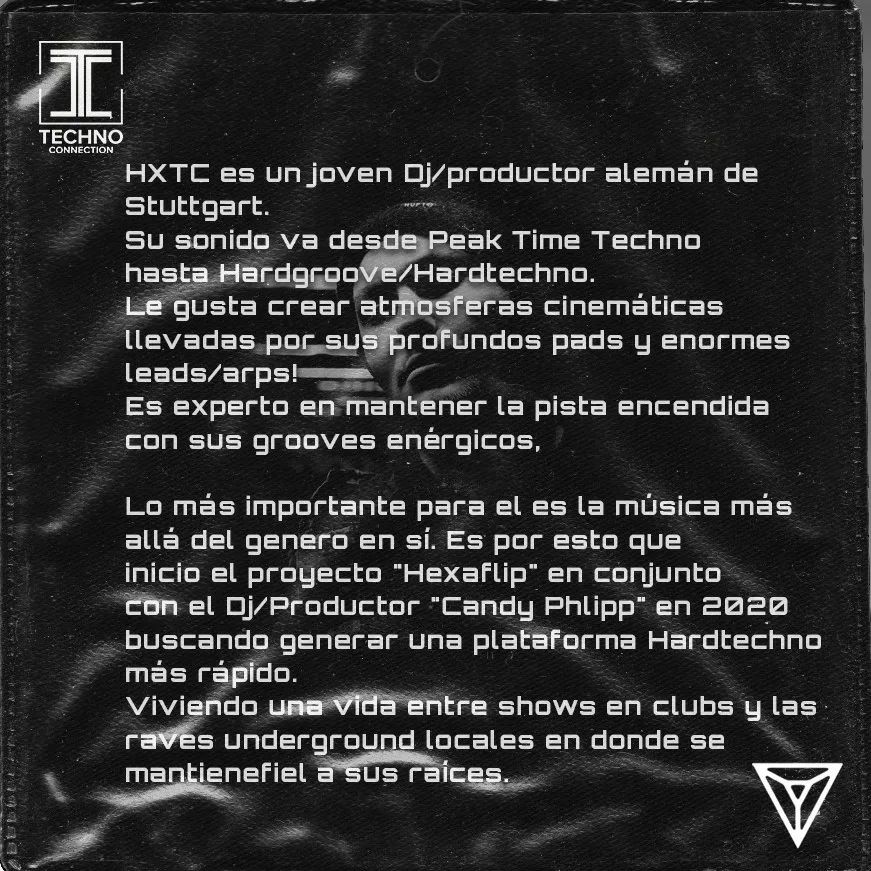 TECHNO
CONNECTION
HXTC es un joven Dj/productor alemán de
Stuttgart.
Su sonido va desde Peak Time Techno
hasta Hardgroove/Hardtechno.
Le gusta crear atmosferas cinemáticas
llevadas por sus profundos pads y enormes
leads/arps!
Es experto en mantener la pista encendida
con sus grooves enérgicos,
Lo más importante para el es la música más
allá del genero en sí. Es por esto que
inicio el proyecto "Hexaflip" en conjunto
con el Dj/Productor "Candy Phlipp" en 2020
buscando generar una plataforma Hardtechno
más rápido.
Viviendo una vida entre shows en clubs y las
raves underground locales en donde se
mantienefiel a sus raíces.